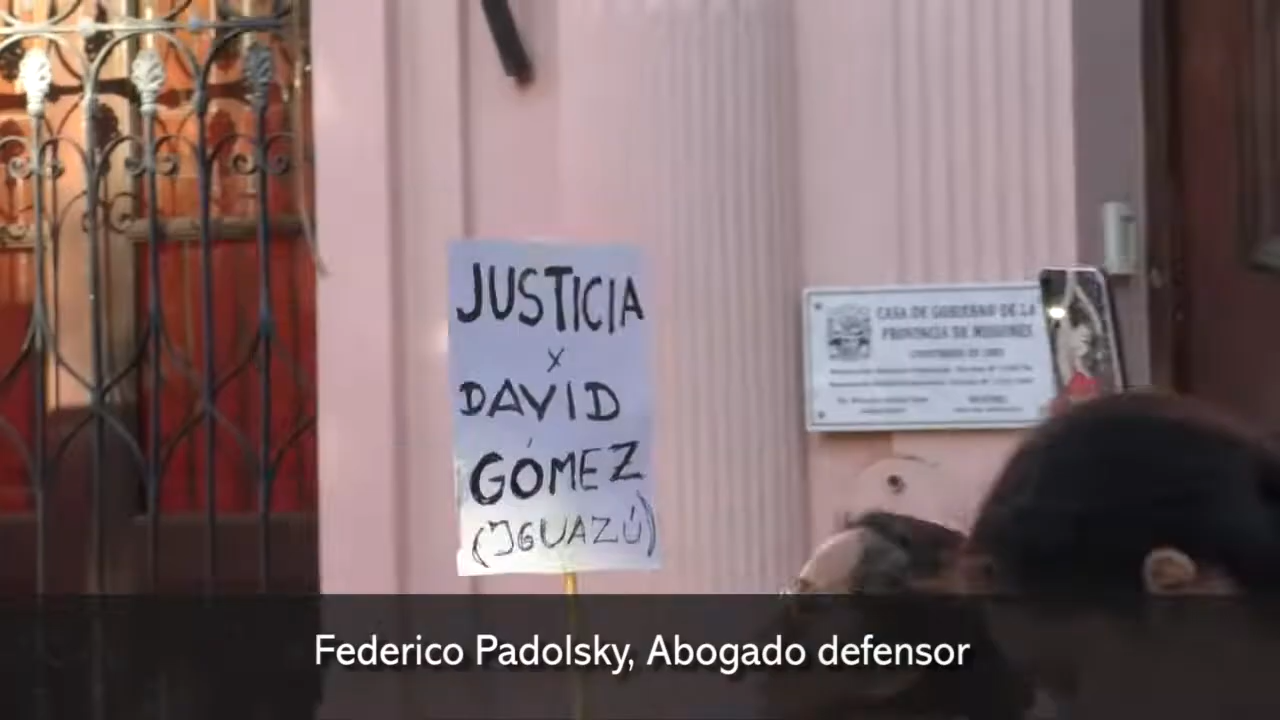 JUSTICIA
x
DAVID
GÓMEZ
(IGUAZÚ)
CASA DE GOBIERNO DE LA
PROVINCIA DE MISIONES
Federico Padolsky, Abogado defensor